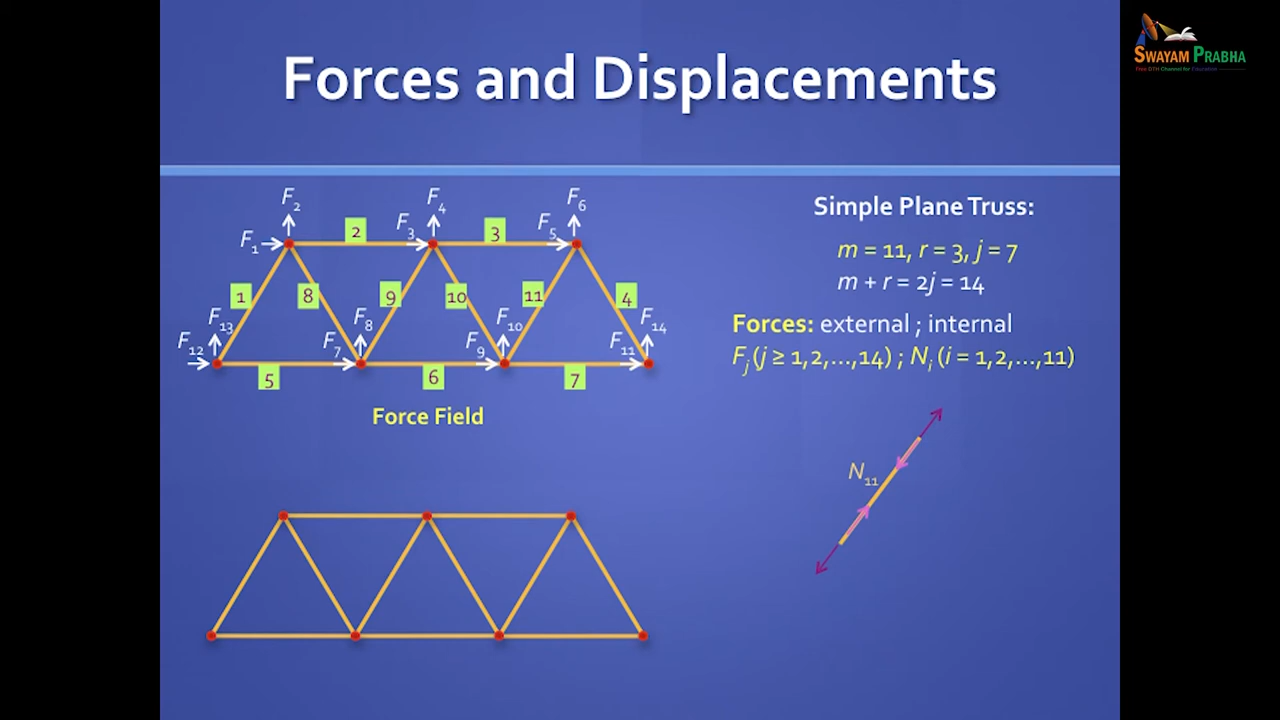 Forces and Displacements
SWAYAM PRABHA
F₂ F₄ F₆
F₁ 2 F₃ 3 F₅
1 8 9 10 11 4
F₁₃ F₈ F₁₀ F₁₄
F₁₂ F₇ F₉ F₁₁
5 6 7
Force Field
Simple Plane Truss:
m = 11, r = 3, j = 7
m + r = 2j = 14
Forces: external ; internal
Fⱼ (j ≥ 1,2,...,14) ; Nᵢ (i = 1,2,...,11)
N₁₁